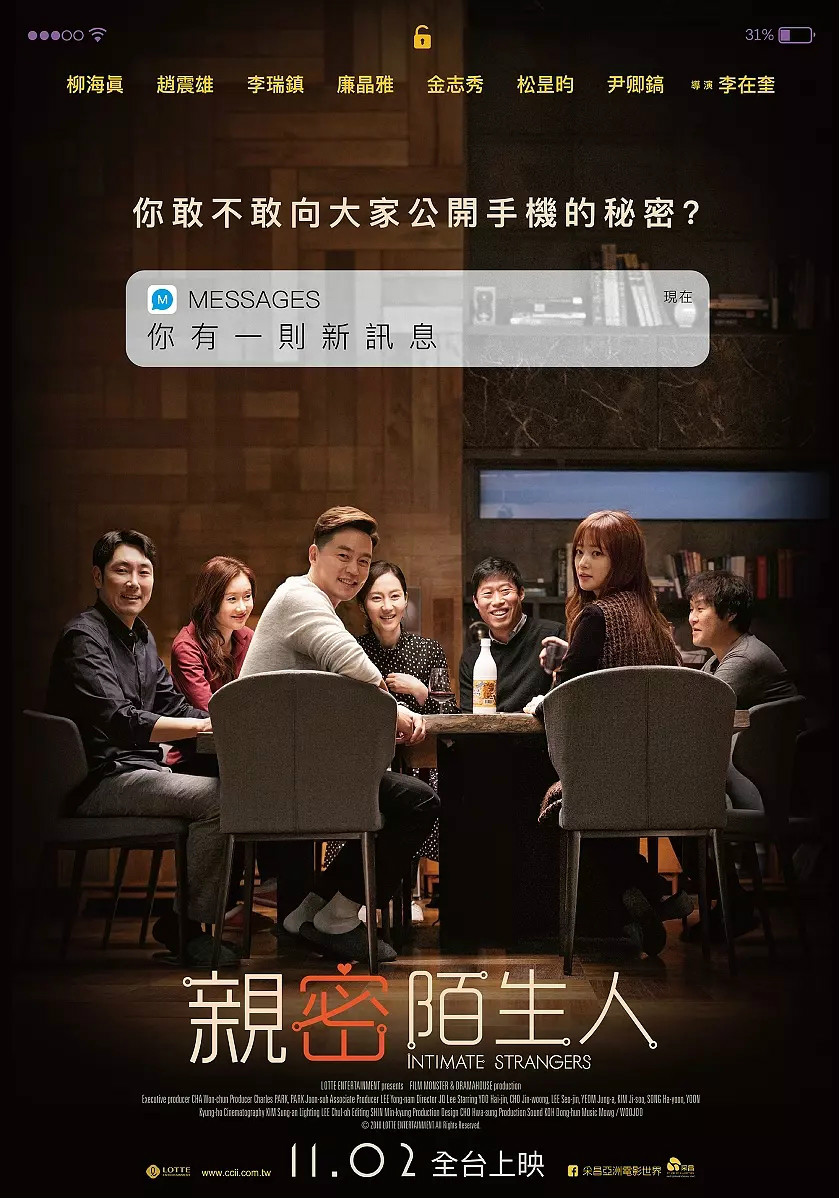 31%
柳海眞 趙震雄 李瑞鎮 廉晶雅 金志秀 松昰昀 尹卿鎬 導演 李在奎
你敢不敢向大家公開手機的秘密?
M MESSAGES 現在
你有一則新訊息
親密陌生人
INTIMATE STRANGERS
LOTTE ENTERTAINMENT presents FILM MONSTER & DRAMAHOUSE production
Executive producer CHA Won-chun Producer Charles PARK, PARK Joon-suh Associate Producer LEE Yong-nam Director JQ Lee Starring YOO Hai-jin, CHO Jin-woong, LEE Seo-jin, YEOM Jung-a, KIM Ji-soo, SONG Ha-yoon, YOON
Kyung-ho Cinematography KIM Sung-an Lighting LEE Chul-oh Editing SHIN Min-kyung Production Design CHO Hwa-sung Production Sound KOH Dong-hun Music Mowg / WOOJOO
© 2018 LOTTE ENTERTAINMENT All Rights Reserved.
LOTTE ENTERTAINMENT www.ccii.com.tw 11.02 全台上映 采昌亞洲電影世界 采昌